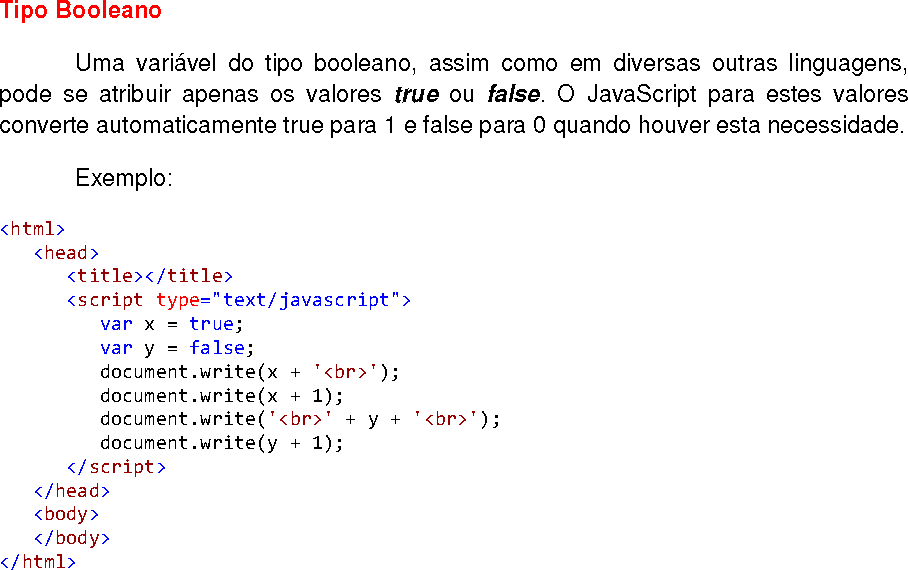 Tipo Booleano
Uma variável do tipo booleano, assim como em diversas outras linguagens,
pode se atribuir apenas os valores true ou false. O JavaScript para estes valores
converte automaticamente true para 1 e false para 0 quando houver esta necessidade.
Exemplo:
<html>
<head>
<title></title>
<script type="text/javascript">
var x = true;
var y = false;
document.write(x + '<br>');
document.write(x + 1);
document.write('<br>' + y + '<br>');
document.write(y + 1);
</script>
</head>
<body>
</body>
</html>